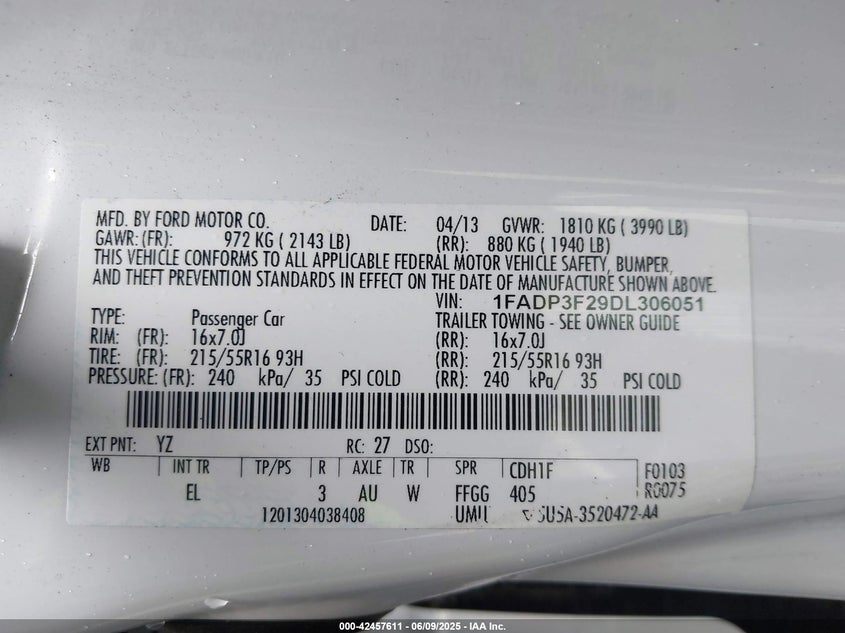 MFD. BY FORD MOTOR CO. DATE: 04/13 GVWR: 1810 KG ( 3990 LB)
GAWR: (FR): 972 KG ( 2143 LB) (RR): 880 KG ( 1940 LB)
THIS VEHICLE CONFORMS TO ALL APPLICABLE FEDERAL MOTOR VEHICLE SAFETY, BUMPER,
AND THEFT PREVENTION STANDARDS IN EFFECT ON THE DATE OF MANUFACTURE SHOWN ABOVE.
VIN: 1FADP3F29DL306051
TYPE: Passenger Car TRAILER TOWING - SEE OWNER GUIDE
RIM: (FR): 16x7.0J (RR): 16x7.0J
TIRE: (FR): 215/55R16 93H (RR): 215/55R16 93H
PRESSURE: (FR): 240 kPa/ 35 PSI COLD (RR): 240 kPa/ 35 PSI COLD
EXT PNT: YZ RC: 27 DSO:
WB INT TR TP/PS R AXLE TR SPR CDH1F F0103
EL 3 AU W FFGG 405 R0075
1201304038408 5U5A-3520472-AA
000-42457611 - 06/09/2025 - IAA Inc.